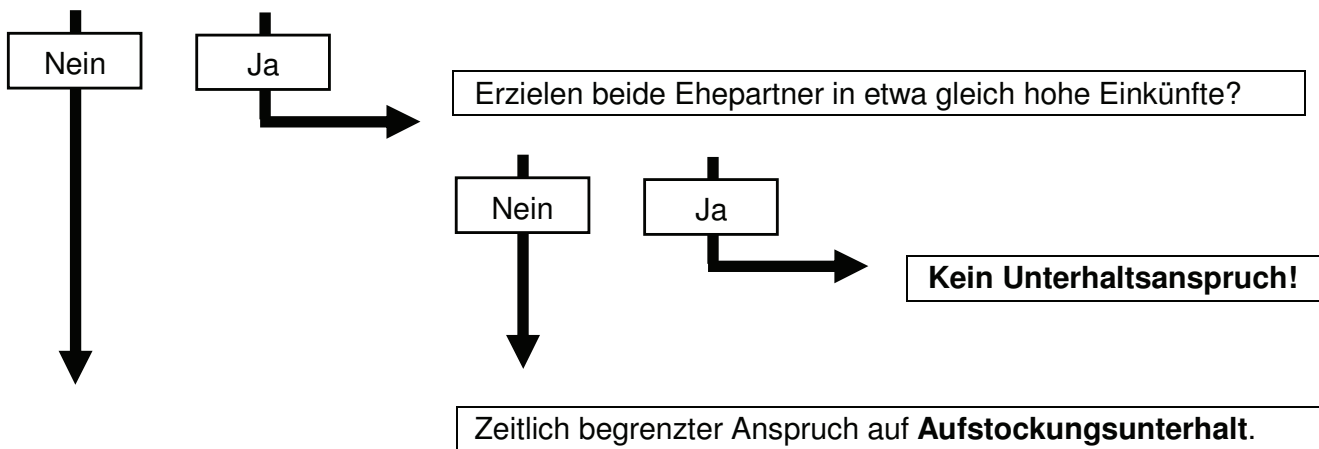 Nein
Ja
Erzielen beide Ehepartner in etwa gleich hohe Einkünfte?
Nein
Ja
Kein Unterhaltsanspruch!
Zeitlich begrenzter Anspruch auf Aufstockungsunterhalt.